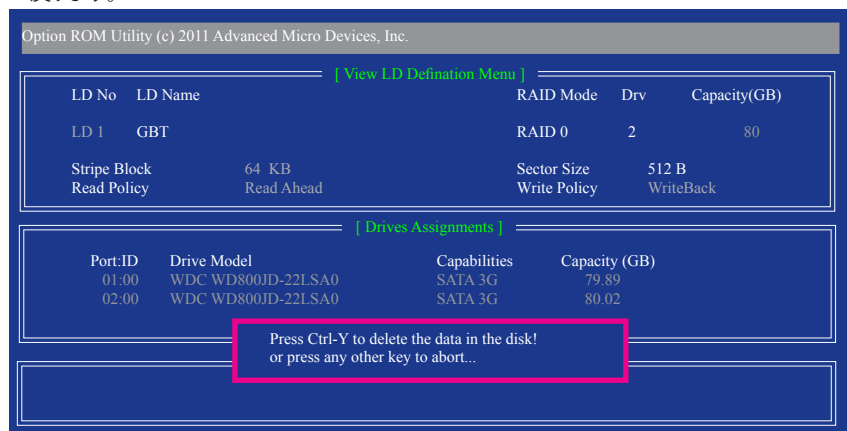 Option ROM Utility (c) 2011 Advanced Micro Devices, Inc.
[ View LD Defination Menu ]
LD No LD Name RAID Mode Drv Capacity(GB)
LD 1 GBT RAID 0 2 80
Stripe Block 64 KB Sector Size 512 B
Read Policy Read Ahead Write Policy WriteBack
[ Drives Assignments ]
Port:ID Drive Model Capabilities Capacity (GB)
01:00 WDC WD800JD-22LSA0 SATA 3G 79.89
02:00 WDC WD800JD-22LSA0 SATA 3G 80.02
Press Ctrl-Y to delete the data in the disk!
or press any other key to abort...